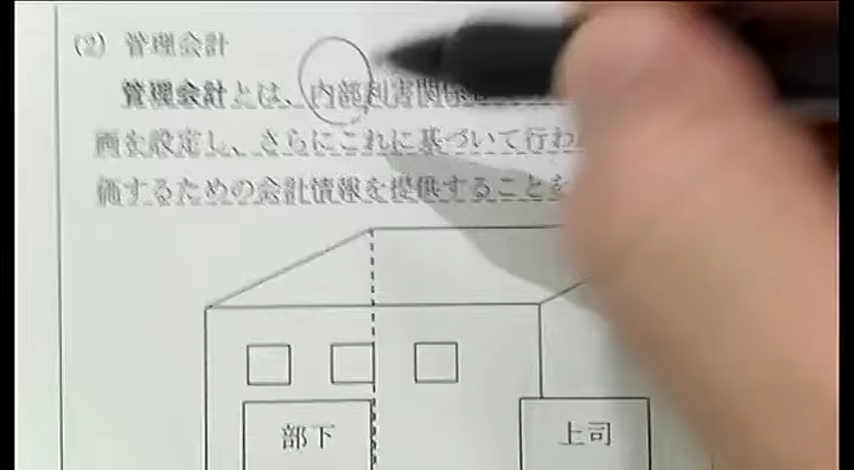 (2) 管理会計
管理会計とは、内部利害関係
画を設定し、さらにこれに基づいて行わ
価するための会計情報を提供することを
部下
上司